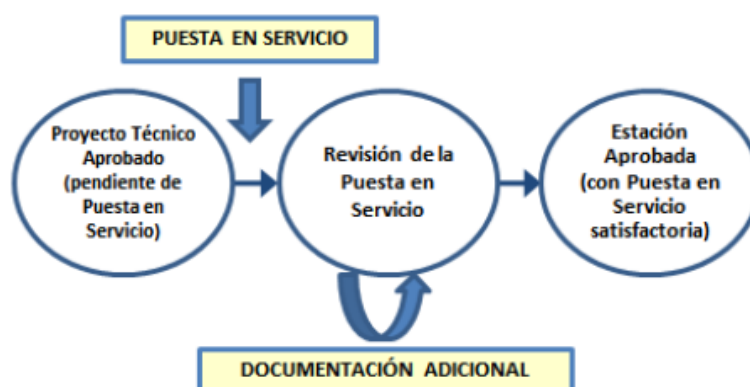 PUESTA EN SERVICIO
Proyecto Técnico
Aprobado
(pendiente de
Puesta en
Servicio)
Revisión de la
Puesta en
Servicio
Estación
Aprobada
(con Puesta en
Servicio
satisfactoria)
DOCUMENTACIÓN ADICIONAL